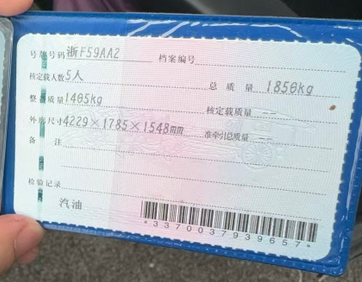 号牌号码 浙F59AA2 档案编号
核定载人数 5人 总质量 1850kg
整备质量 1405kg 核定载质量 --
外廓尺寸 4229×1785×1548mm 准牵引总质量
备注
检验记录
汽油
*3370037939657*